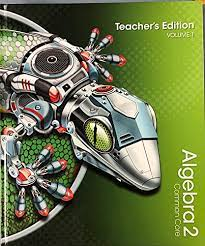 Teacher's Edition
VOLUME 1
Algebra 2
Common Core